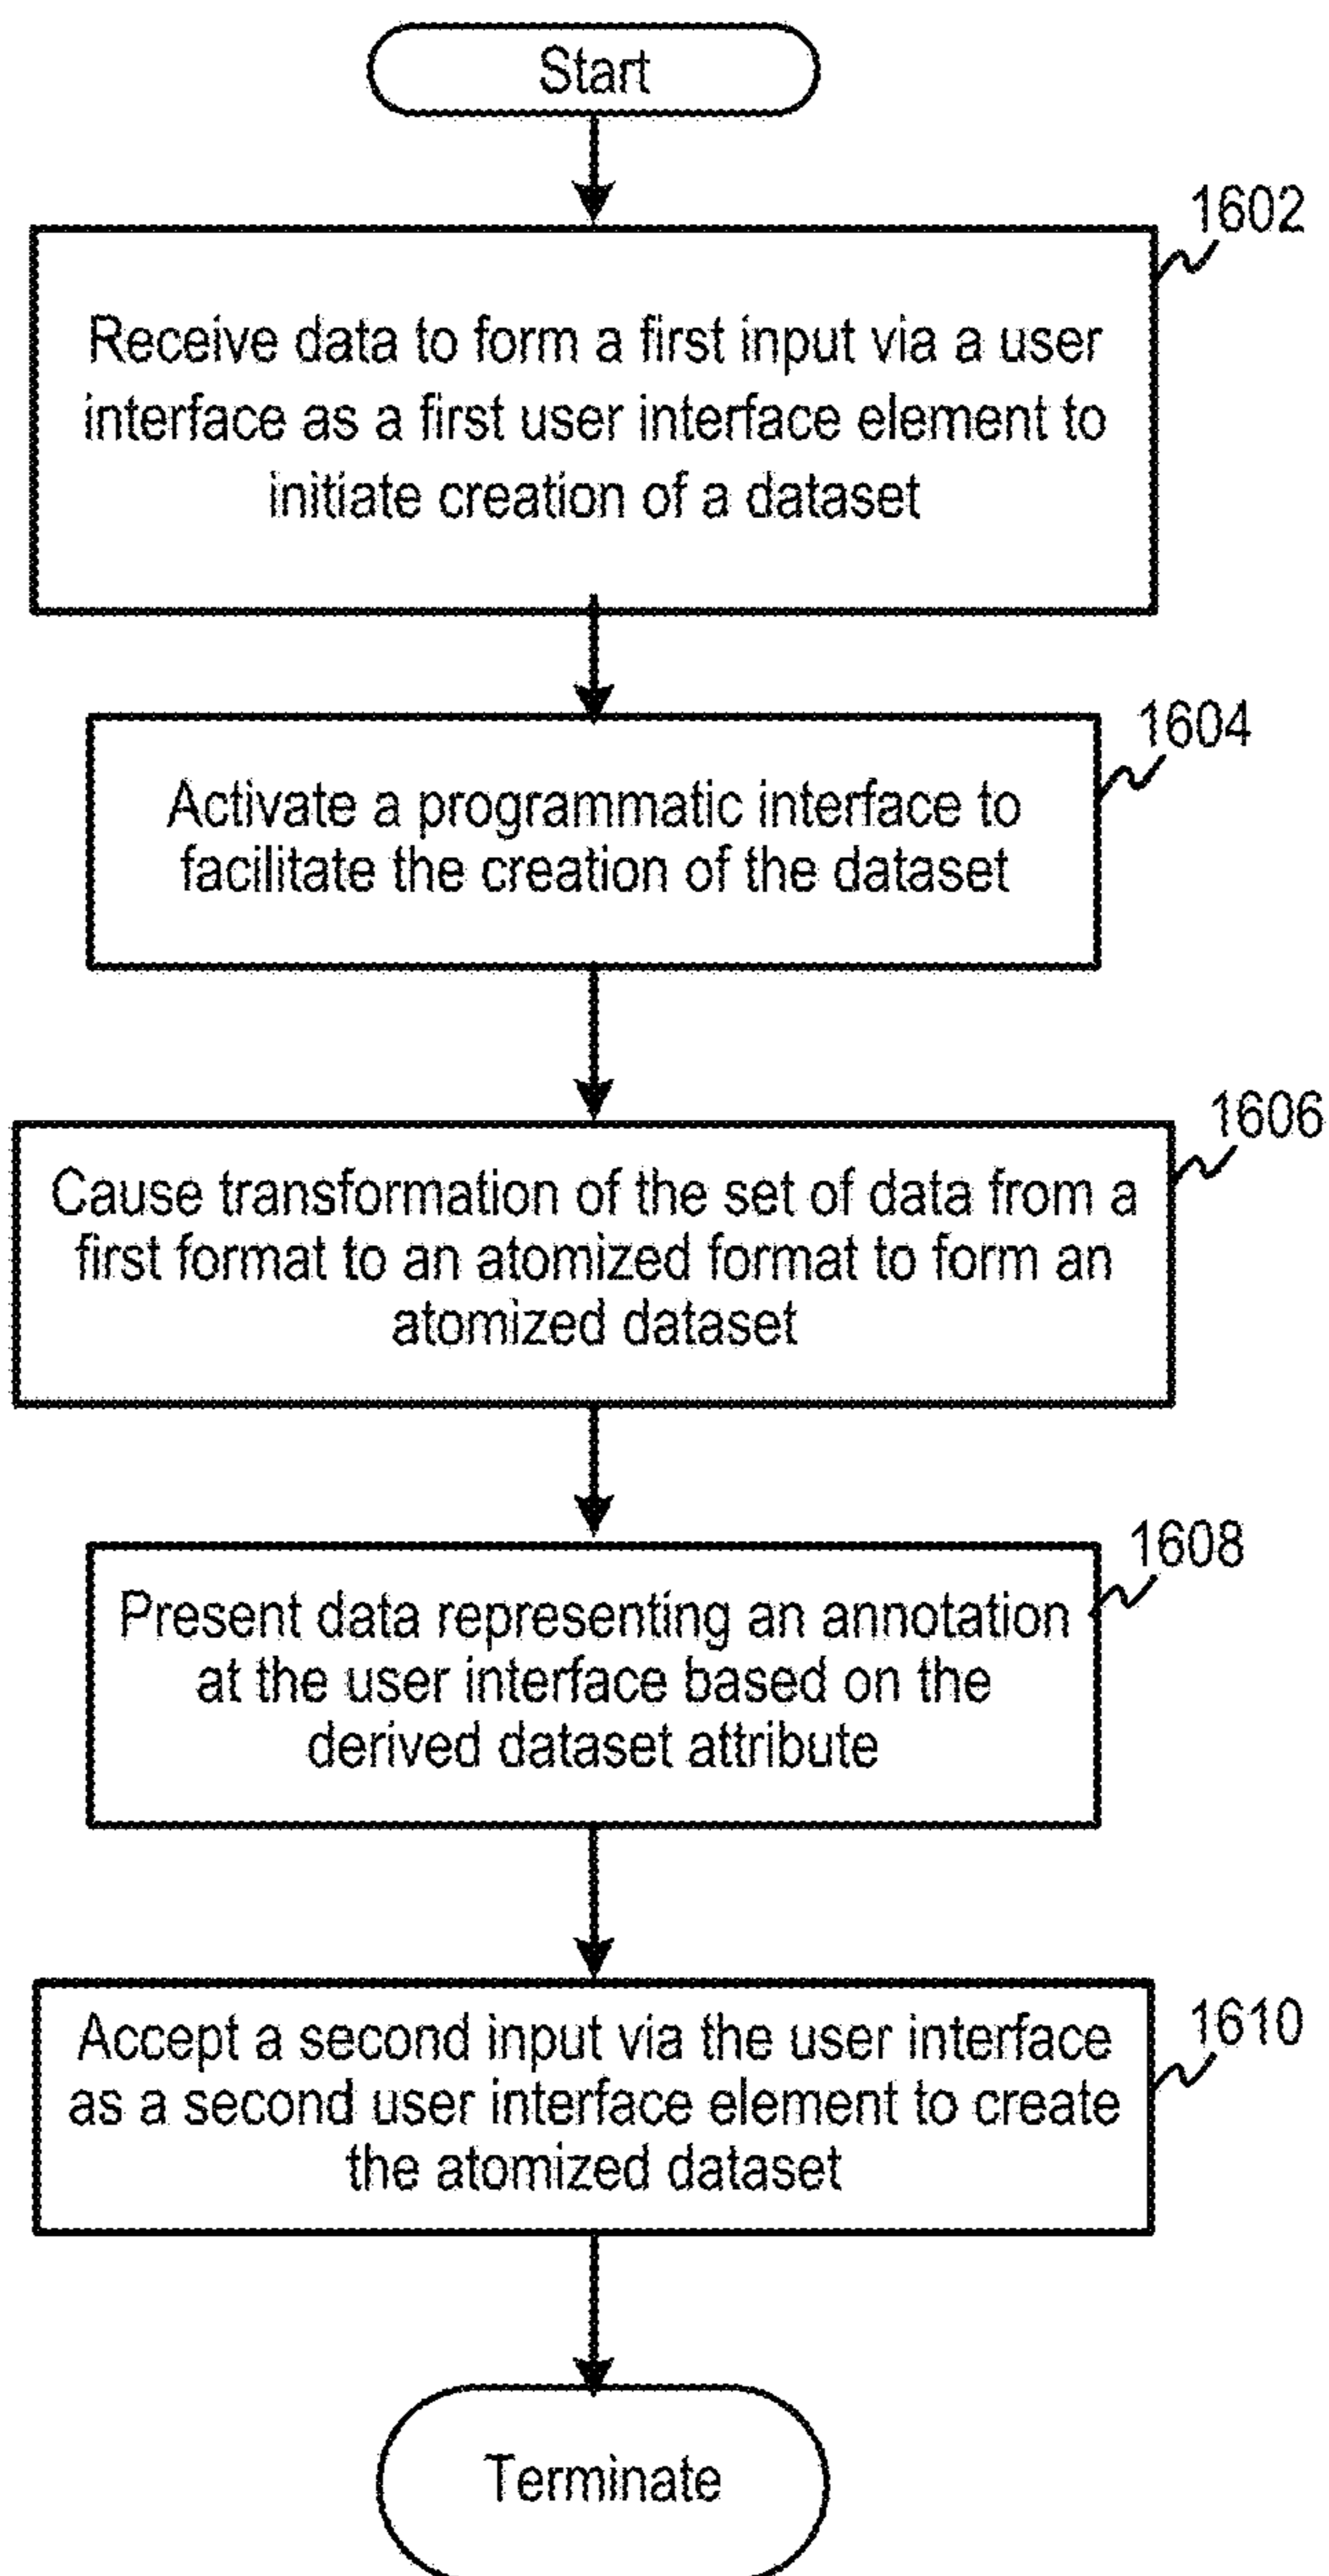 Start
1602
Receive data to form a first input via a user
interface as a first user interface element to
initiate creation of a dataset
1604
Activate a programmatic interface to
facilitate the creation of the dataset
1606
Cause transformation of the set of data from a
first format to an atomized format to form an
atomized dataset
1608
Present data representing an annotation
at the user interface based on the
derived dataset attribute
1610
Accept a second input via the user interface
as a second user interface element to create
the atomized dataset
Terminate